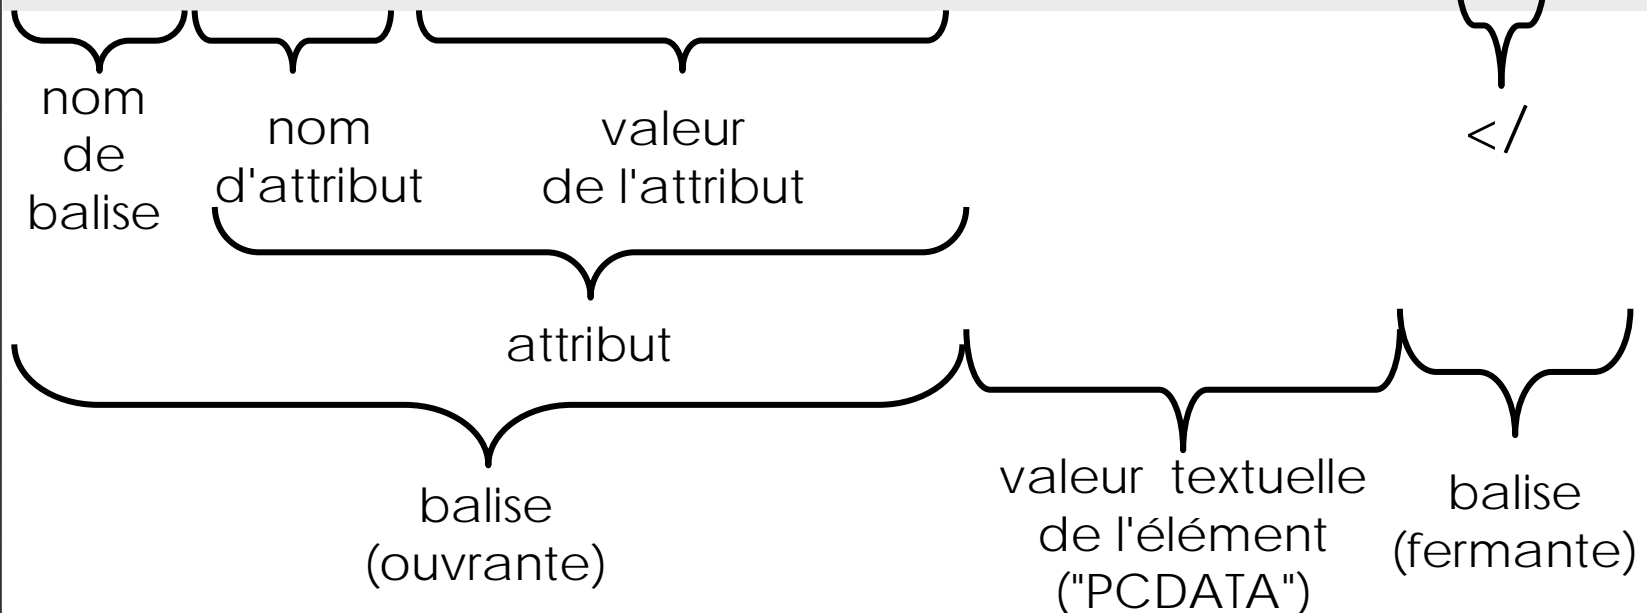 nom
de
balise
nom
d'attribut
valeur
de l'attribut
</
attribut
balise
(ouvrante)
valeur textuelle
de l'élément
("PCDATA")
balise
(fermante)